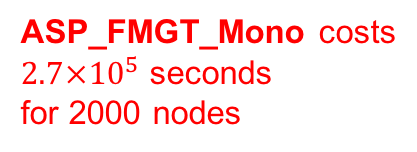 ASP_FMGT_Mono costs
2.7×10⁵ seconds
for 2000 nodes